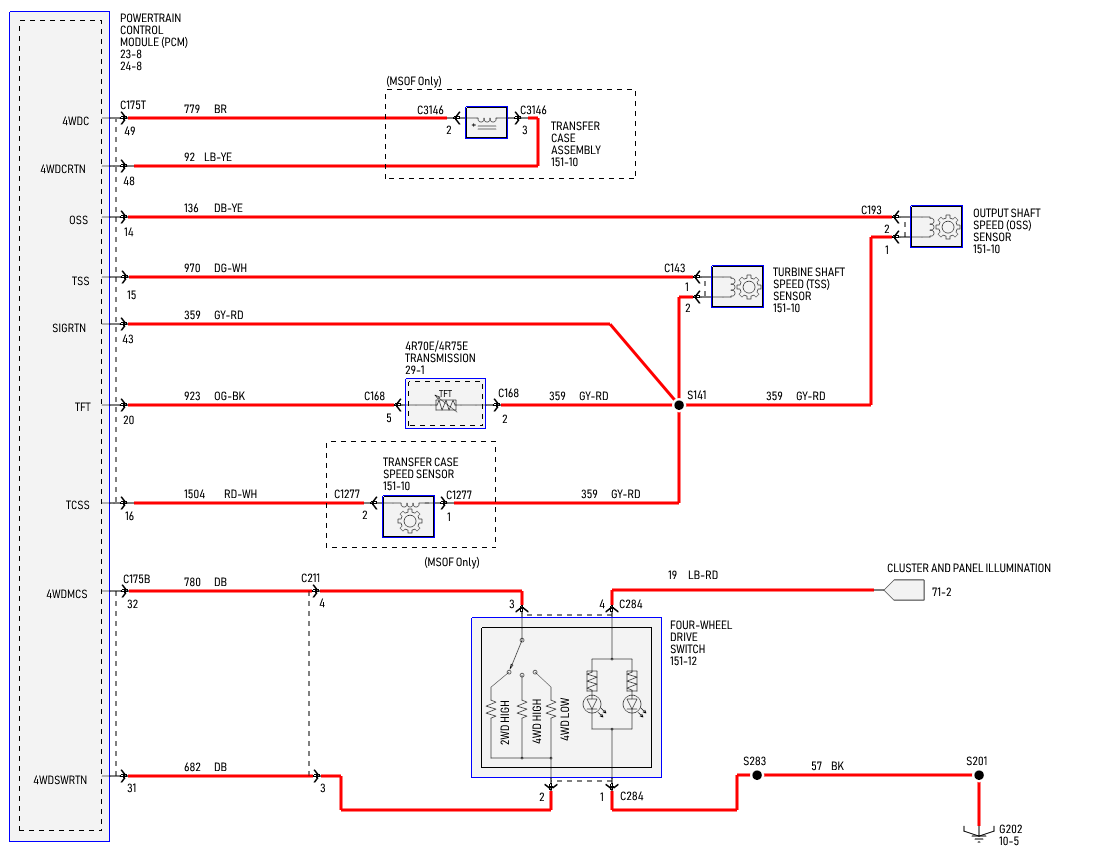 POWERTRAIN
CONTROL
MODULE (PCM)
23-8
24-8
(MSOF Only)
C175T
779 BR
C3146
C3146
4WDC
49
2
3
TRANSFER
CASE
ASSEMBLY
151-10
92 LB-YE
4WDCRTN
48
136 DB-YE
C193
OSS
14
2
1
OUTPUT SHAFT
SPEED (OSS)
SENSOR
151-10
970 DG-WH
C143
TSS
15
1
2
TURBINE SHAFT
SPEED (TSS)
SENSOR
151-10
359 GY-RD
SIGRTN
43
4R70E/4R75E
TRANSMISSION
29-1
TFT
923 OG-BK
C168
C168
359 GY-RD
S141
359 GY-RD
TFT
20
5
2
TRANSFER CASE
SPEED SENSOR
151-10
1504 RD-WH
C1277
C1277
359 GY-RD
TCSS
16
2
1
(MSOF Only)
C175B
780 DB
C211
19 LB-RD
CLUSTER AND PANEL ILLUMINATION
71-2
4WDMCS
32
4
3
4
C284
FOUR-WHEEL
DRIVE
SWITCH
151-12
2WD HIGH
4WD HIGH
4WD LOW
682 DB
4WDSWRTN
31
3
2
1
C284
S283
57 BK
S201
G202
10-5